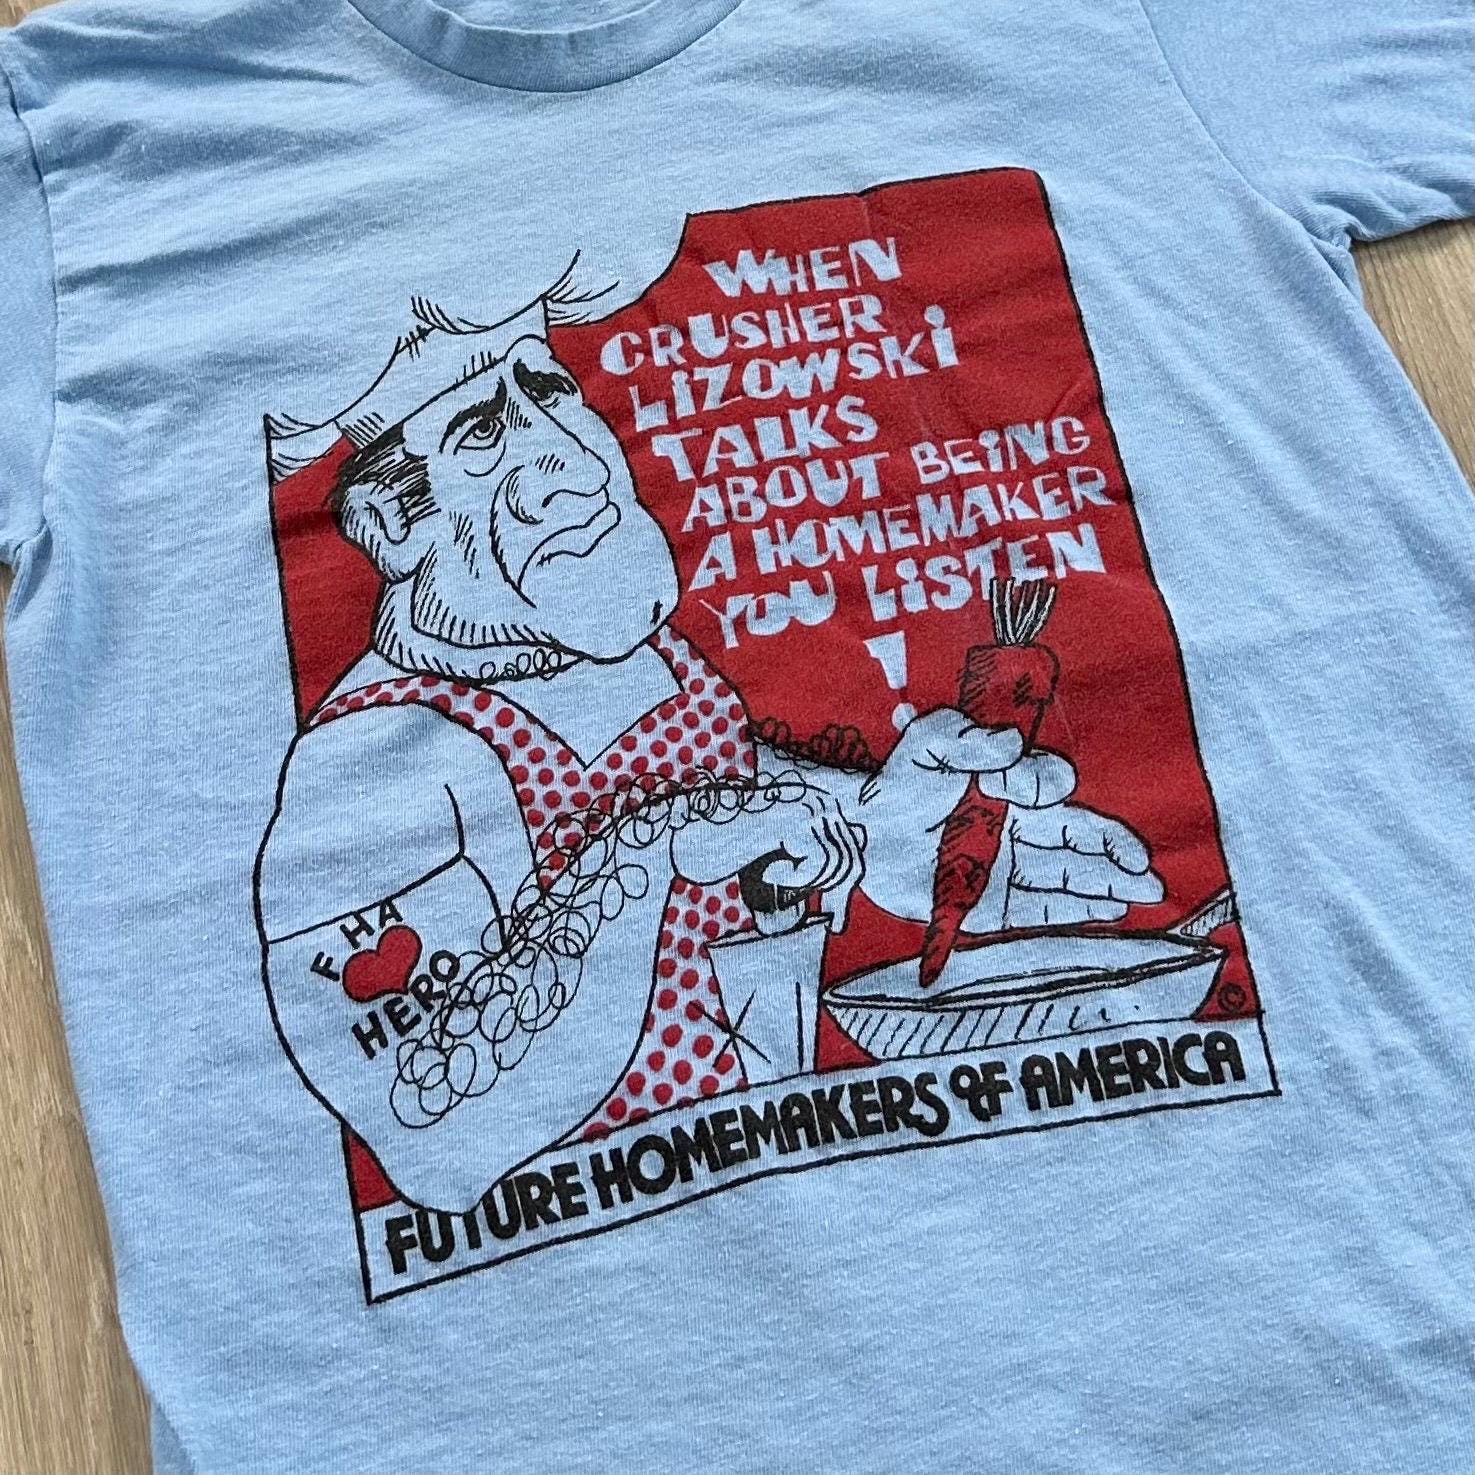 WHEN
CRUSHER
LIZOWSKI
TALKS
ABOUT BEING
A HOMEMAKER
YOU LISTEN
!
FHA
HERO
©
FUTURE HOMEMAKERS OF AMERICA